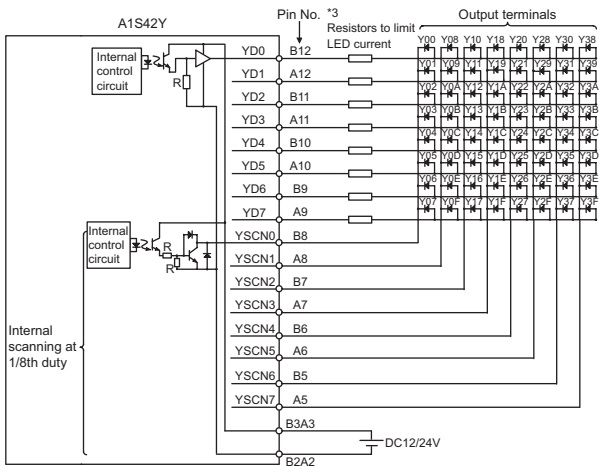 A1S42Y
Pin No. *3
Resistors to limit
LED current
Output terminals
Internal
control
circuit
R
YD0 B12
YD1 A12
YD2 B11
YD3 A11
YD4 B10
YD5 A10
YD6 B9
YD7 A9
Y00 Y08 Y10 Y18 Y20 Y28 Y30 Y38
Y01 Y09 Y11 Y19 Y21 Y29 Y31 Y39
Y02 Y0A Y12 Y1A Y22 Y2A Y32 Y3A
Y03 Y0B Y13 Y1B Y23 Y2B Y33 Y3B
Y04 Y0C Y14 Y1C Y24 Y2C Y34 Y3C
Y05 Y0D Y15 Y1D Y25 Y2D Y35 Y3D
Y06 Y0E Y16 Y1E Y26 Y2E Y36 Y3E
Y07 Y0F Y17 Y1F Y27 Y2F Y37 Y3F
Internal
control
circuit
R
R
YSCN0 B8
YSCN1 A8
YSCN2 B7
YSCN3 A7
YSCN4 B6
YSCN5 A6
YSCN6 B5
YSCN7 A5
Internal
scanning at
1/8th duty
B3A3
DC12/24V
B2A2